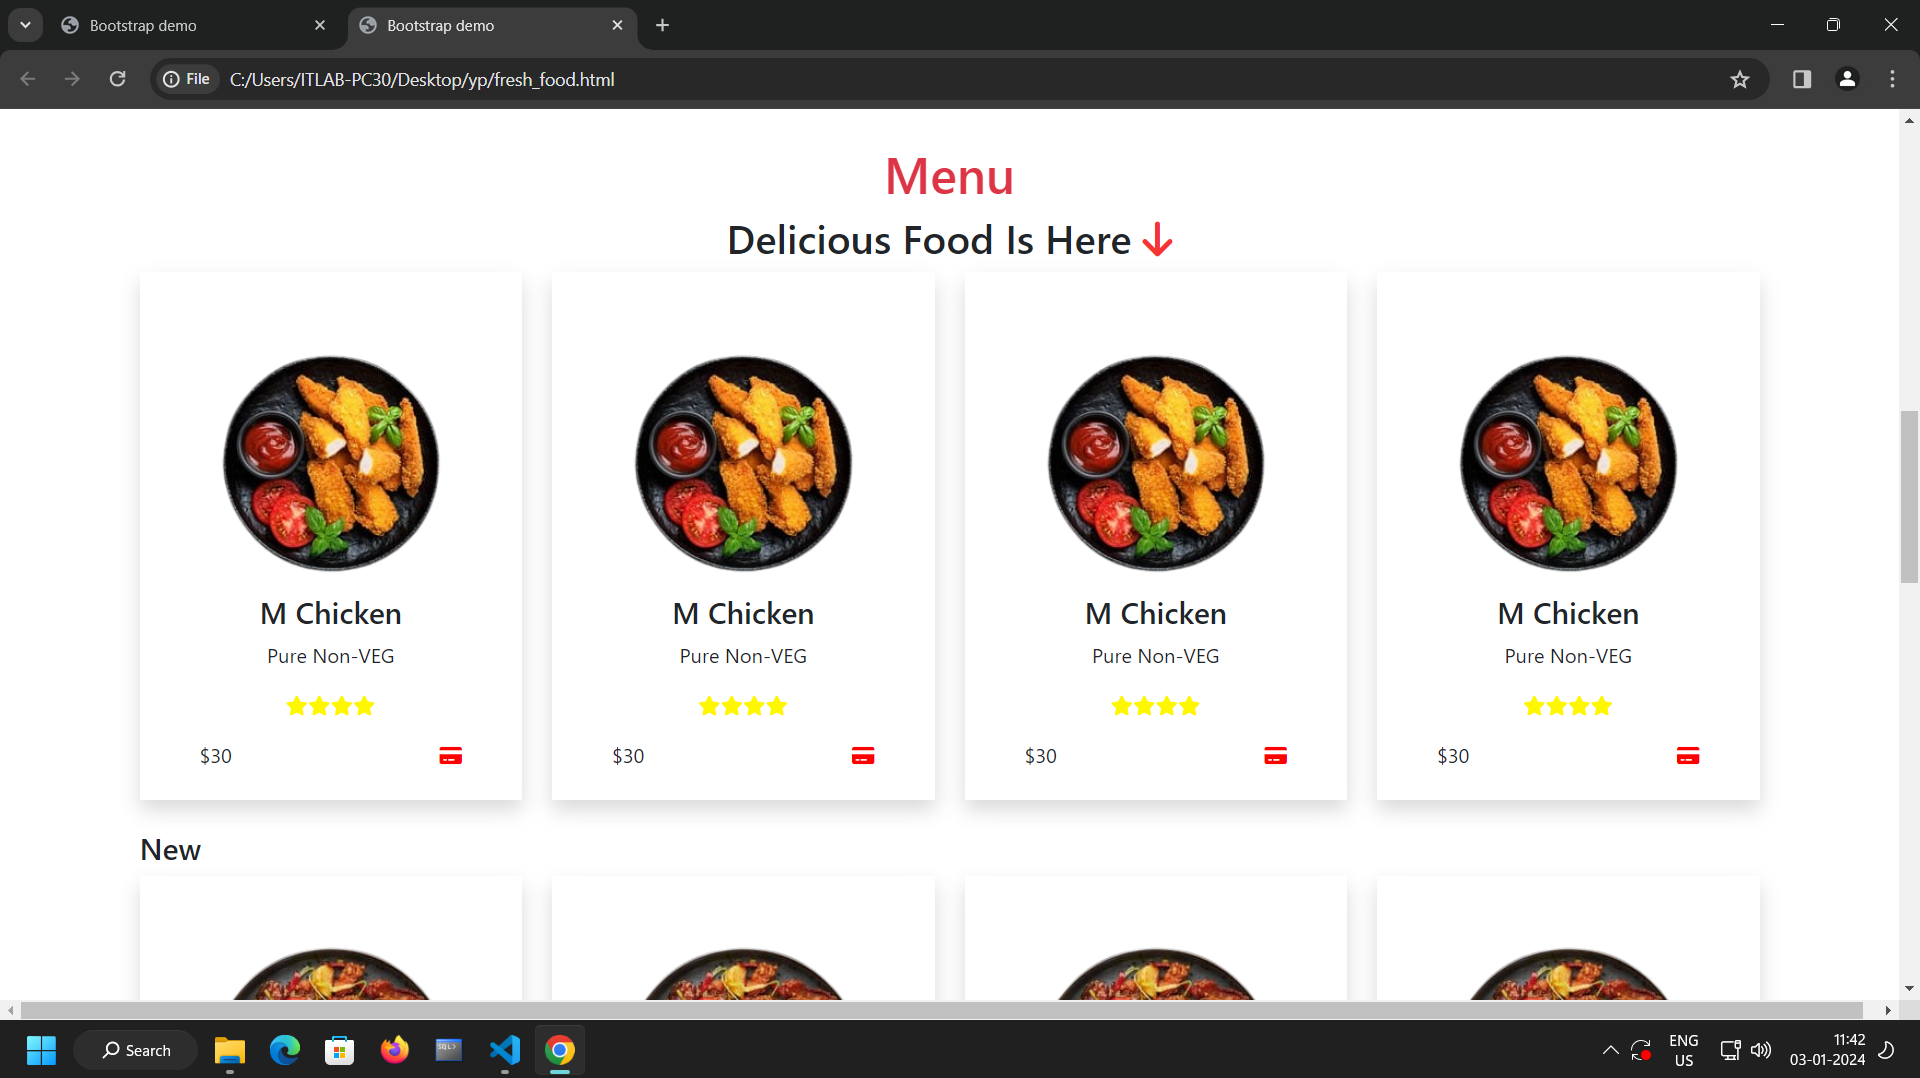 Bootstrap demo
Bootstrap demo
File
C:/Users/ITLAB-PC30/Desktop/yp/fresh_food.html
Menu
Delicious Food Is Here
M Chicken
M Chicken
M Chicken
M Chicken
Pure Non-VEG
Pure Non-VEG
Pure Non-VEG
Pure Non-VEG
$30
$30
$30
$30
New
Search
SQL>
ENG
US
11:42
03-01-2024